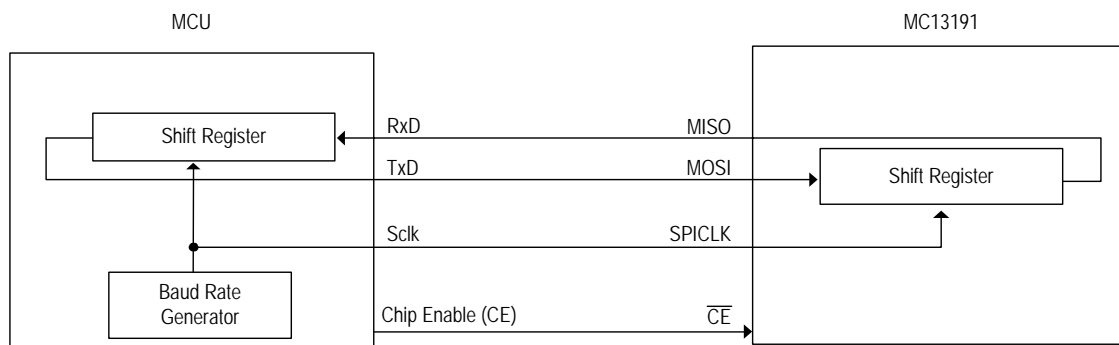 MCU
MC13191
Shift Register
RxD
MISO
TxD
MOSI
Shift Register
Sclk
SPICLK
Baud Rate
Generator
Chip Enable (CE)
CE